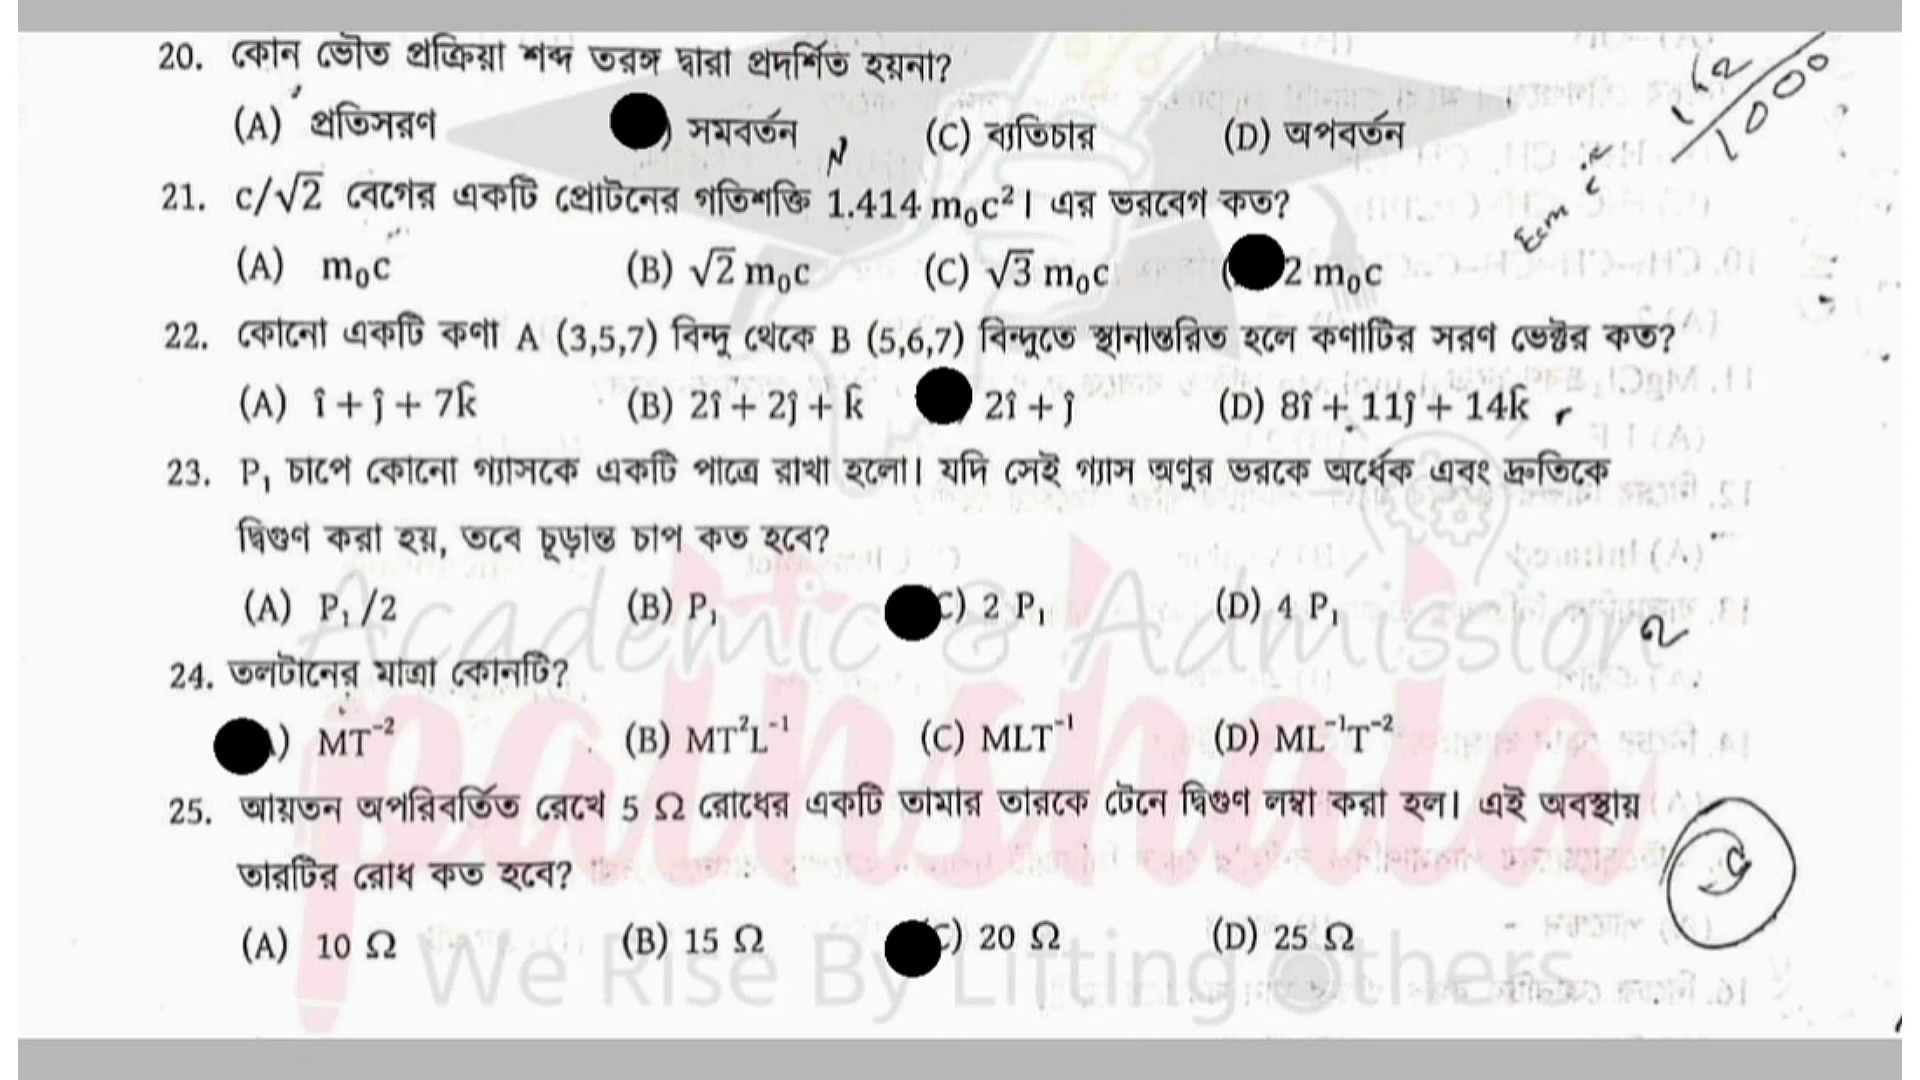 20. কোন ভৌত প্রক্রিয়া শব্দ তরঙ্গ দ্বারা প্রদর্শিত হয়না?
(A) প্রতিসরণ ) সমবর্তন (C) ব্যতিচার (D) অপবর্তন
21. c/√2 বেগের একটি প্রোটনের গতিশক্তি 1.414 m₀c²। এর ভরবেগ কত?
(A) m₀c (B) √2 m₀c (C) √3 m₀c ( 2 m₀c
22. কোনো একটি কণা A (3,5,7) বিন্দু থেকে B (5,6,7) বিন্দুতে স্থানান্তরিত হলে কণাটির সরণ ভেক্টর কত?
(A) î + ĵ + 7k̂ (B) 2î + 2ĵ + k̂ 2î + ĵ (D) 8î + 11ĵ + 14k̂
23. P₁ চাপে কোনো গ্যাসকে একটি পাত্রে রাখা হলো। যদি সেই গ্যাস অণুর ভরকে অর্ধেক এবং দ্রুতিকে
দ্বিগুণ করা হয়, তবে চূড়ান্ত চাপ কত হবে?
(A) P₁/2 (B) P₁ C) 2 P₁ (D) 4 P₁
24. তলটানের মাত্রা কোনটি?
) MT⁻² (B) MT²L⁻¹ (C) MLT⁻¹ (D) ML⁻¹T⁻²
25. আয়তন অপরিবর্তিত রেখে 5 Ω রোধের একটি তামার তারকে টেনে দ্বিগুণ লম্বা করা হল। এই অবস্থায়
তারটির রোধ কত হবে?
(A) 10 Ω (B) 15 Ω C) 20 Ω (D) 25 Ω
Academic & Admission
pathshala
We Rise By Lifting Others